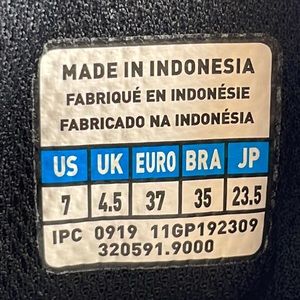 MADE IN INDONESIA
FABRIQUÉ EN INDONÉSIE
FABRICADO NA INDONÉSIA
US UK EURO BRA JP
7 4.5 37 35 23.5
IPC 0919 11GP192309
320591.9000